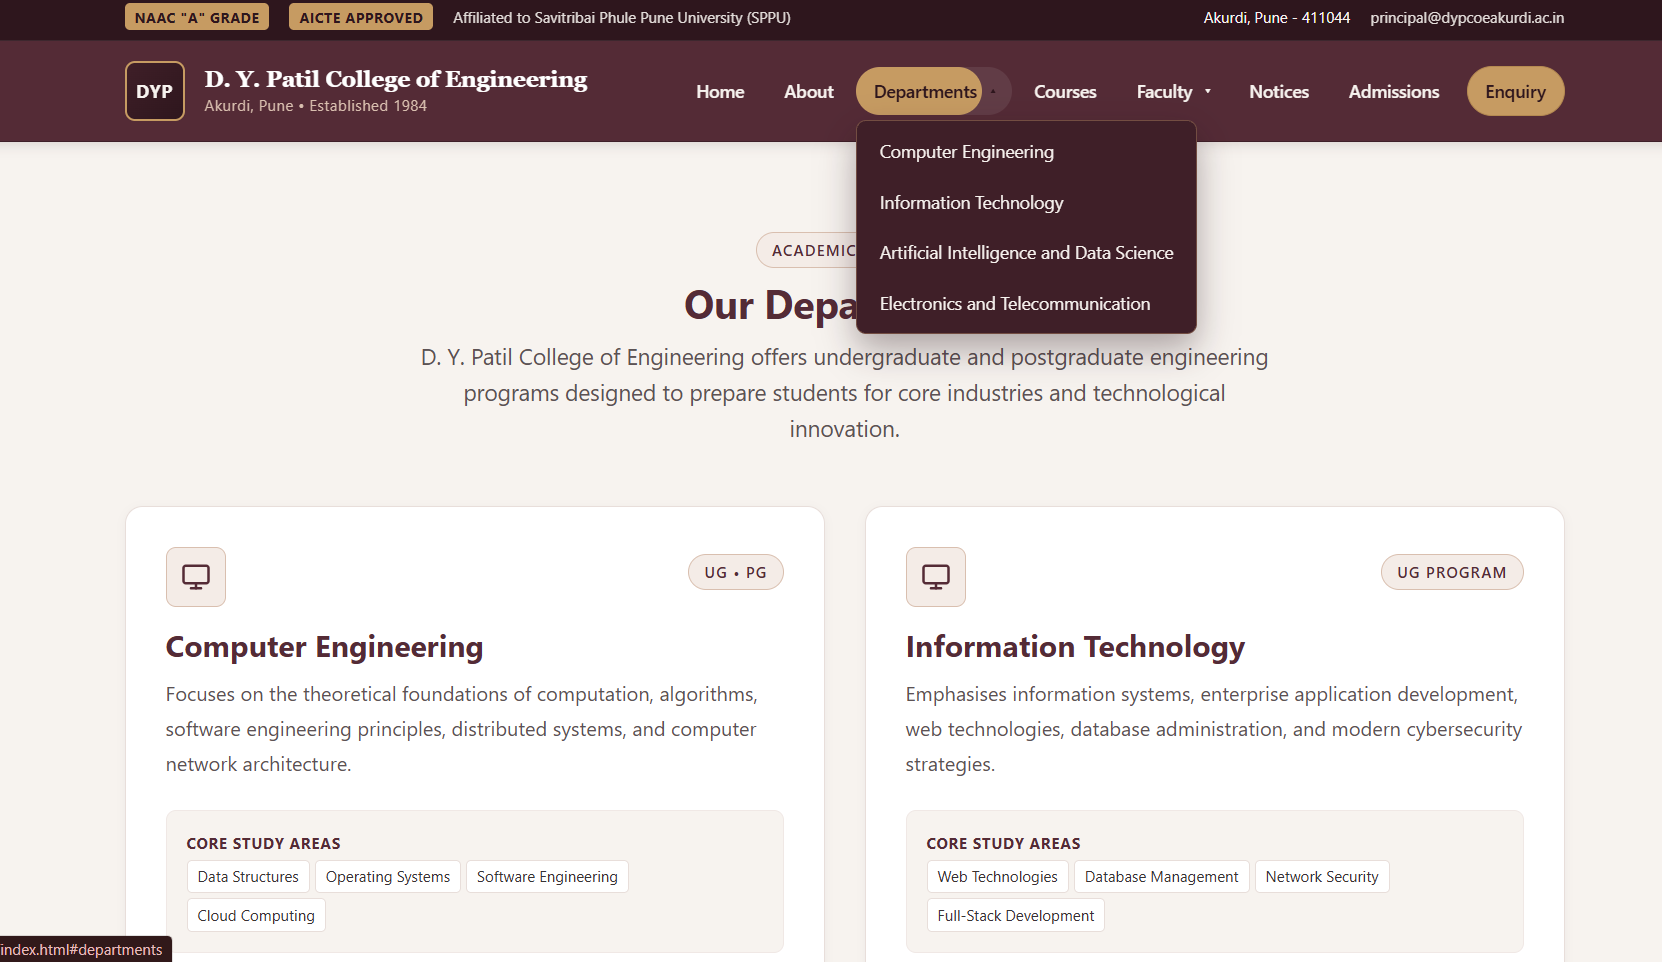 NAAC "A" GRADE
AICTE APPROVED
Affiliated to Savitribai Phule Pune University (SPPU)
Akurdi, Pune - 411044
principal@dypcoeakurdi.ac.in
DYP
D. Y. Patil College of Engineering
Akurdi, Pune • Established 1984
Home
About
Departments
Courses
Faculty
Notices
Admissions
Enquiry
Computer Engineering
Information Technology
Artificial Intelligence and Data Science
Electronics and Telecommunication
ACADEMIC
Our Depa
D. Y. Patil College of Engineering offers undergraduate and postgraduate engineering
programs designed to prepare students for core industries and technological
innovation.
UG • PG
Computer Engineering
Focuses on the theoretical foundations of computation, algorithms,
software engineering principles, distributed systems, and computer
network architecture.
CORE STUDY AREAS
Data Structures
Operating Systems
Software Engineering
Cloud Computing
UG PROGRAM
Information Technology
Emphasises information systems, enterprise application development,
web technologies, database administration, and modern cybersecurity
strategies.
CORE STUDY AREAS
Web Technologies
Database Management
Network Security
Full-Stack Development
index.html#departments